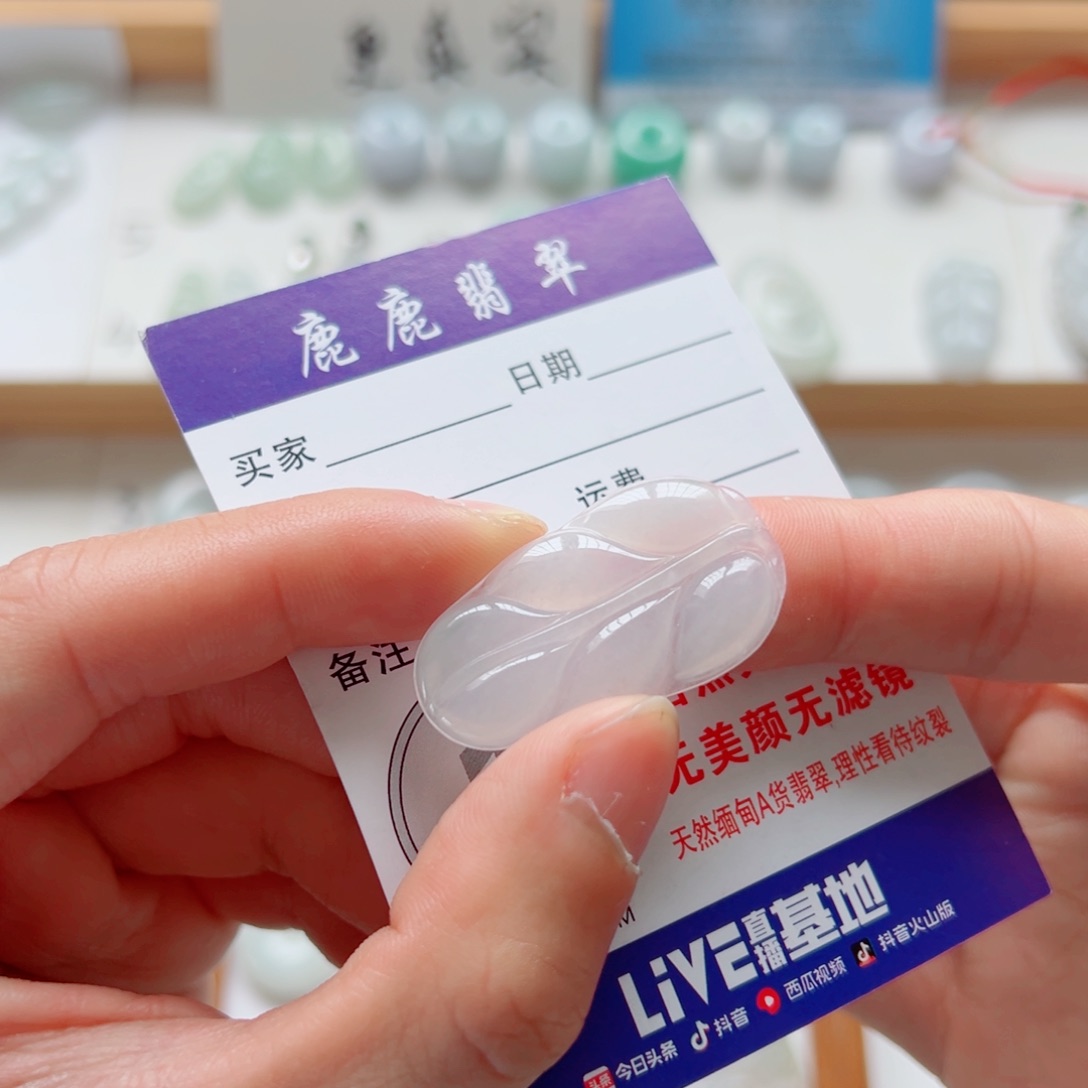 鹿鹿翡翠
日期
买家
运费
备注
无美颜无滤镜
天然缅甸A货翡翠,理性看待纹裂
LiVE直播基地
头条 今日头条 抖音 西瓜视频 抖音火山版